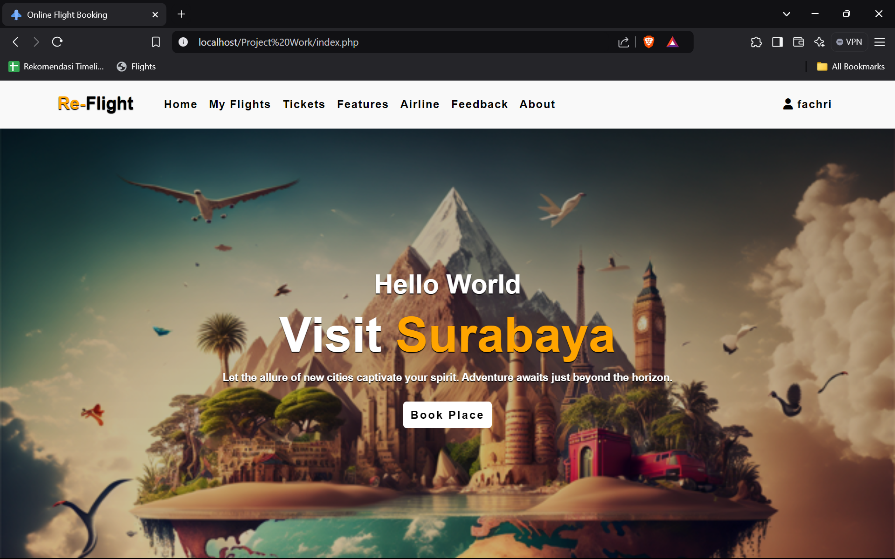 Online Flight Booking
localhost/Project%20Work/index.php
VPN
Rekomendasi Timeli...
Flights
All Bookmarks
Re-Flight
Home
My Flights
Tickets
Features
Airline
Feedback
About
fachri
Hello World
Visit Surabaya
Let the allure of new cities captivate your spirit. Adventure awaits just beyond the horizon.
Book Place